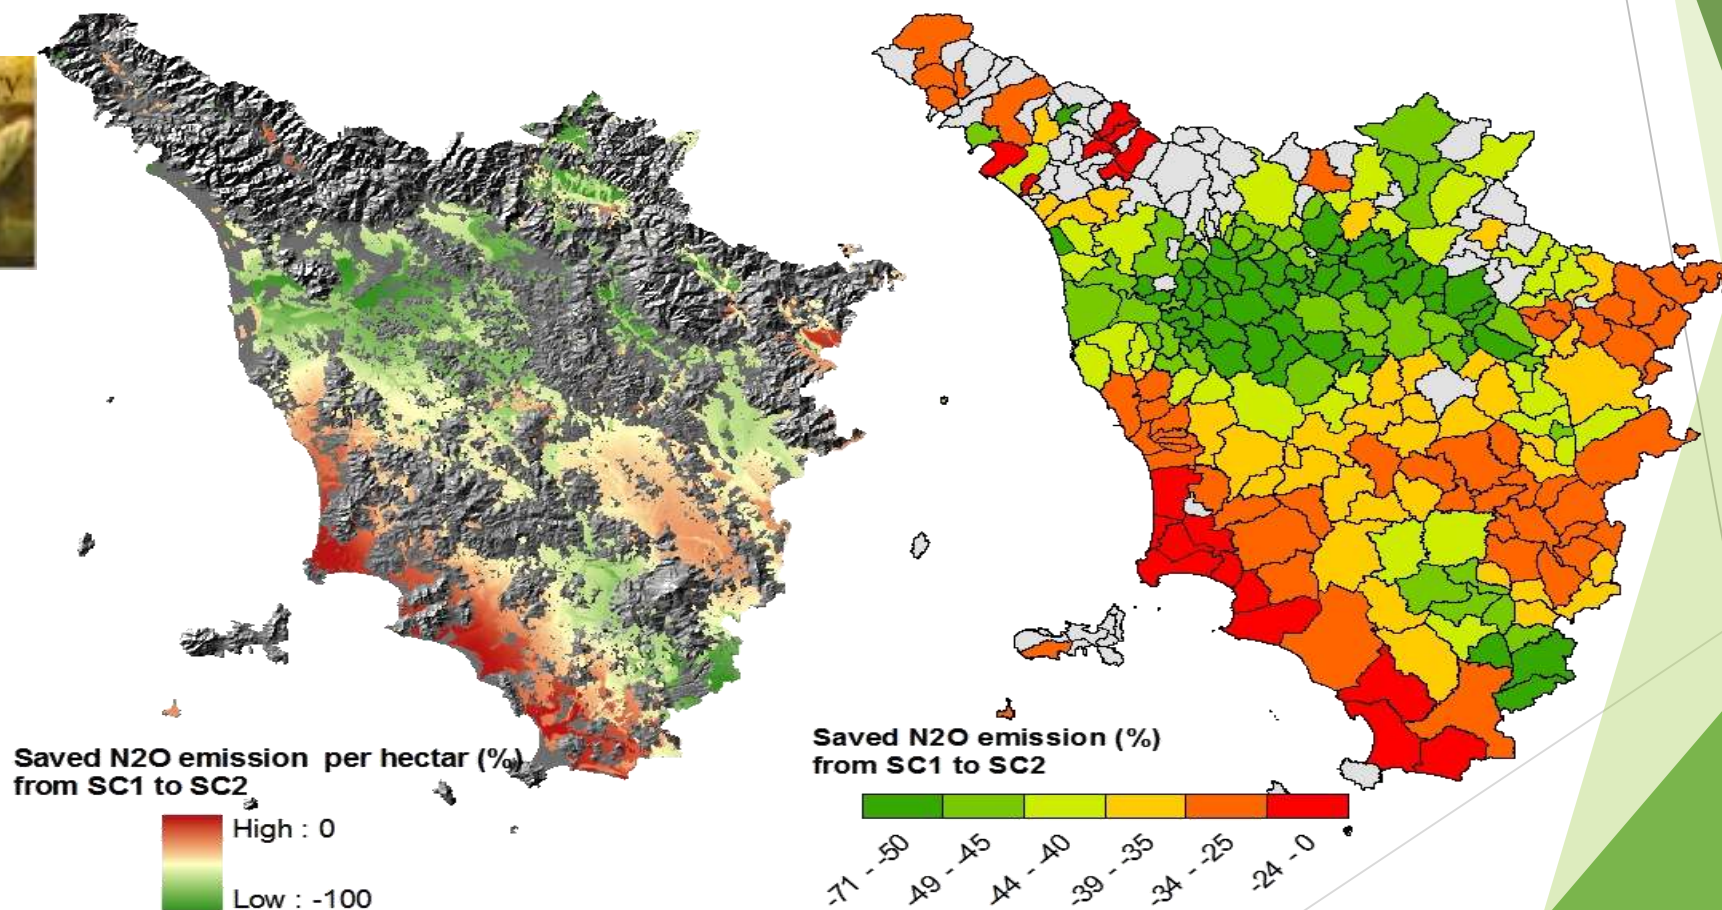 Saved N2O emission per hectar (%)
from SC1 to SC2
High : 0
Low : -100
Saved N2O emission (%)
from SC1 to SC2
-71 - -50
-49 - -45
-44 - -40
-39 - -35
-34 - -25
-24 - 0